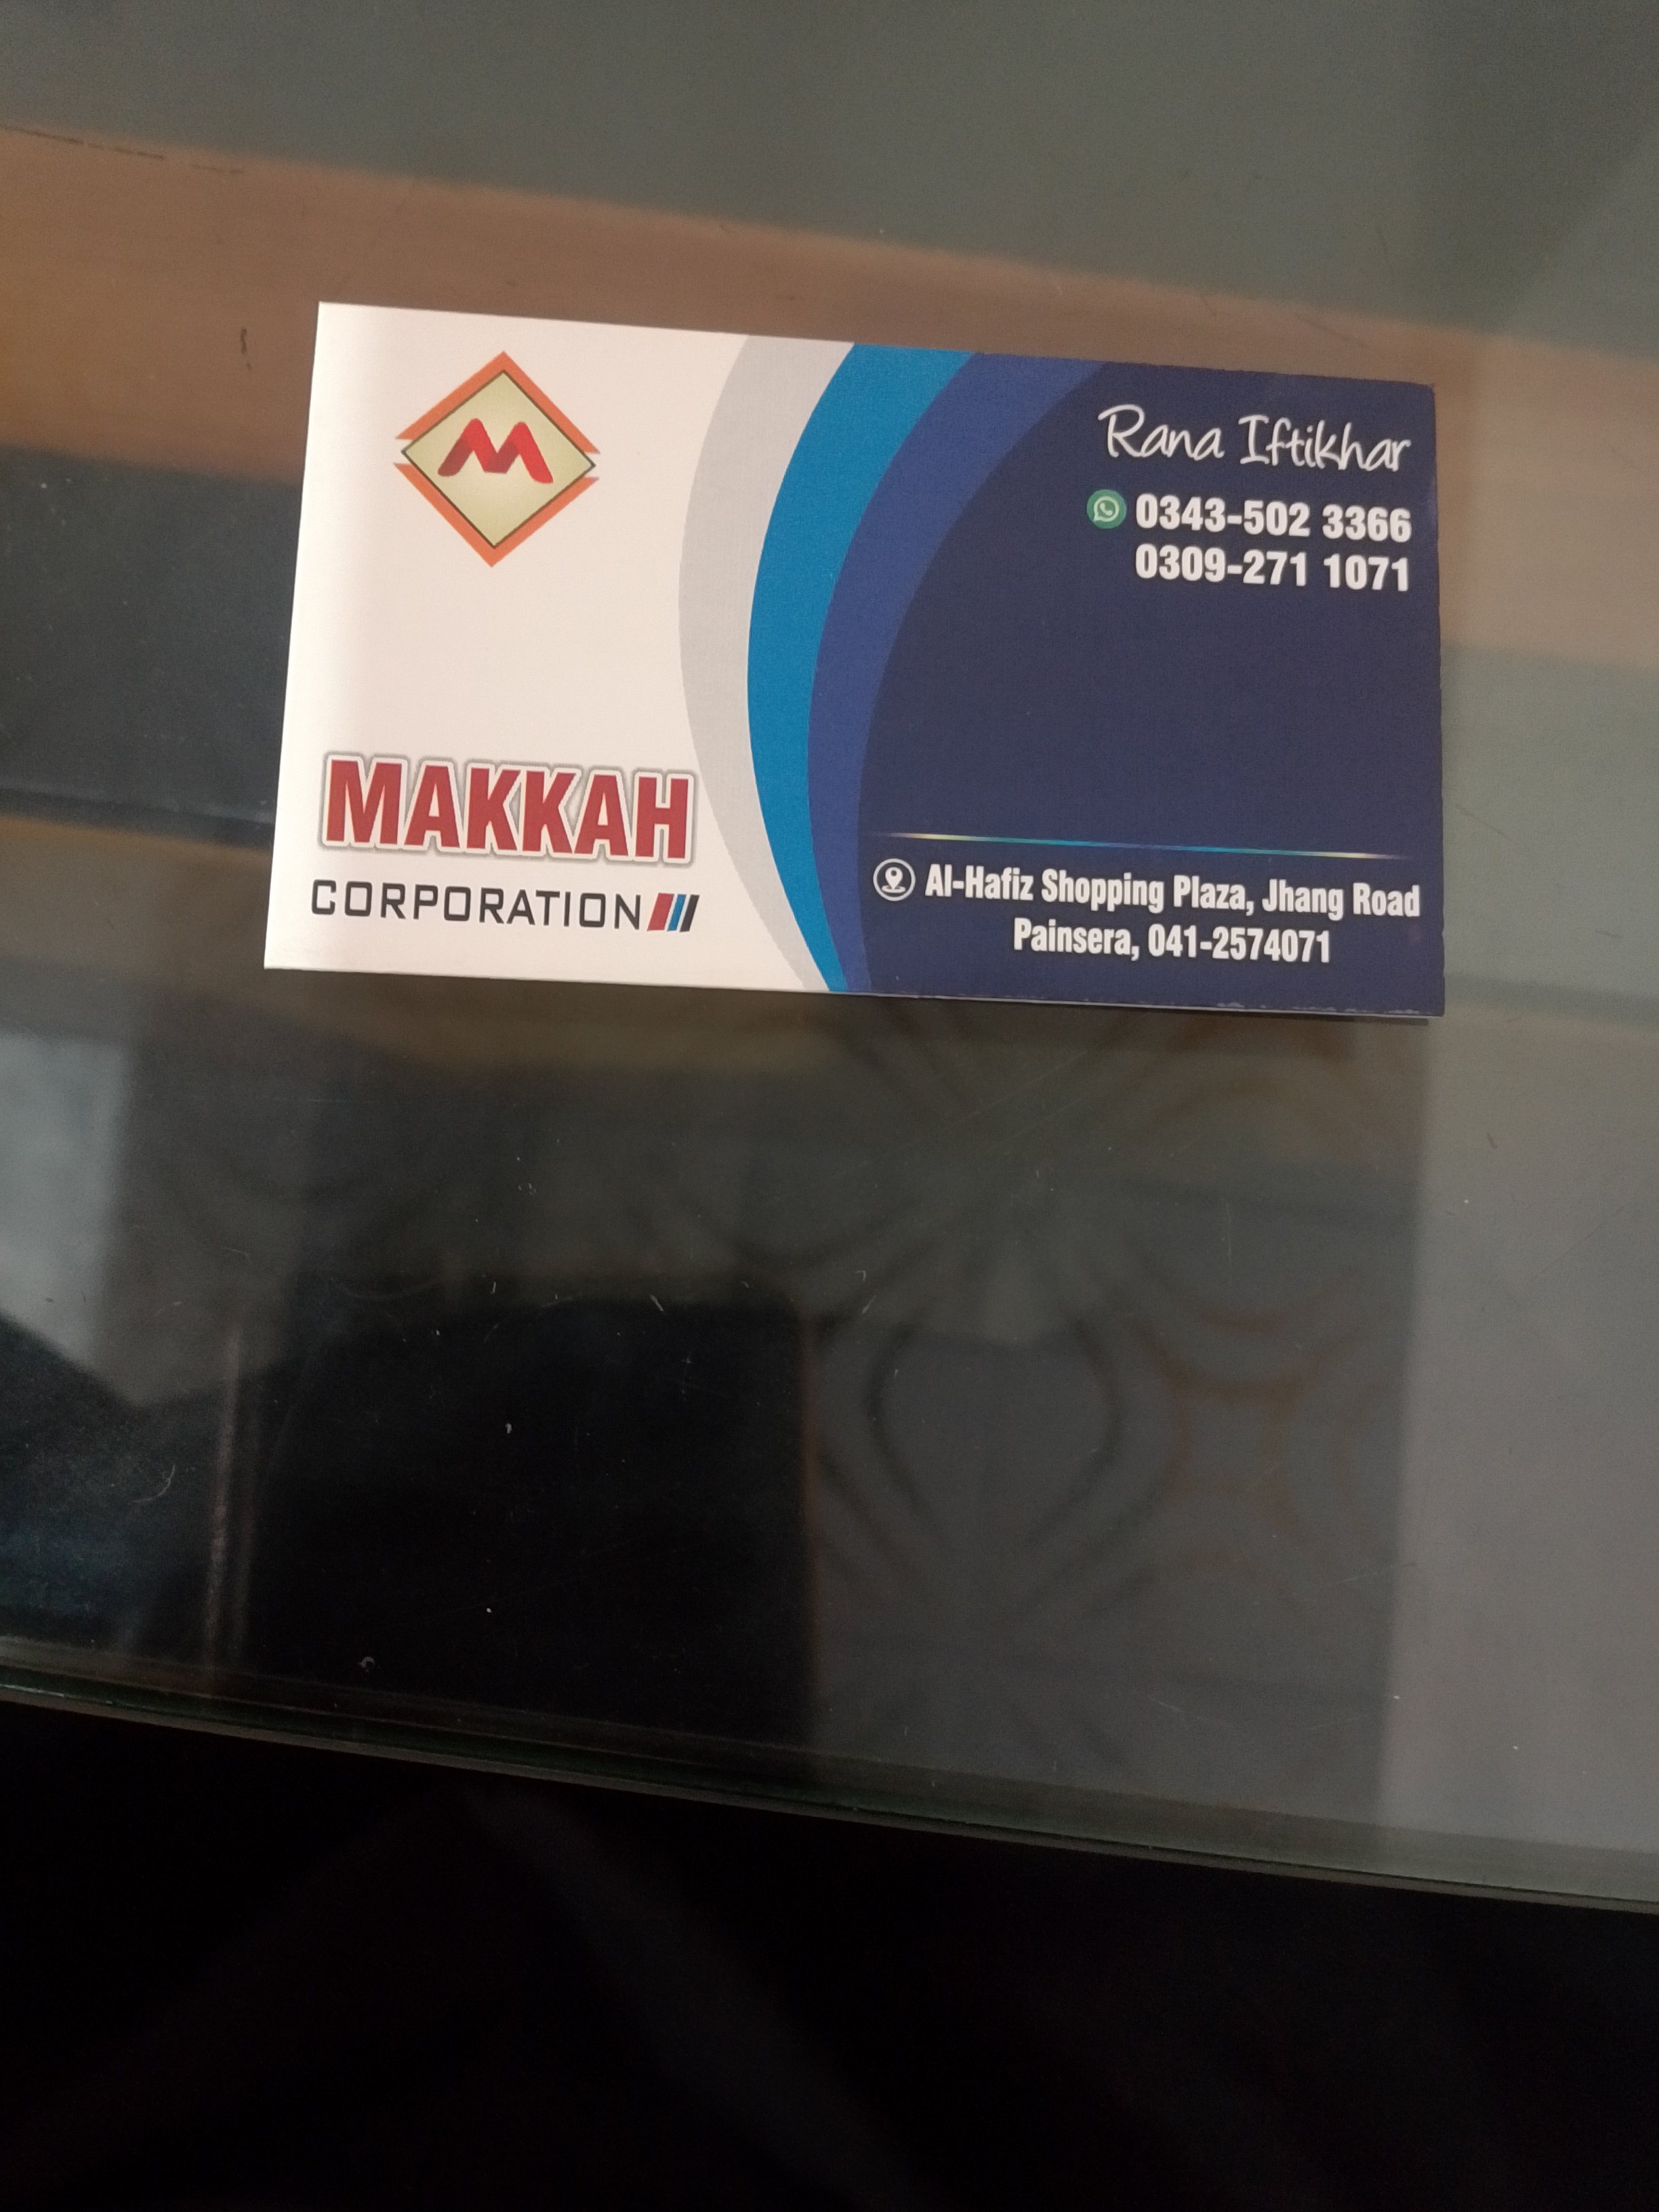 M
MAKKAH
CORPORATION
Rana Iftikhar
0343-502 3366
0309-271 1071
Al-Hafiz Shopping Plaza, Jhang Road
Painsera, 041-2574071